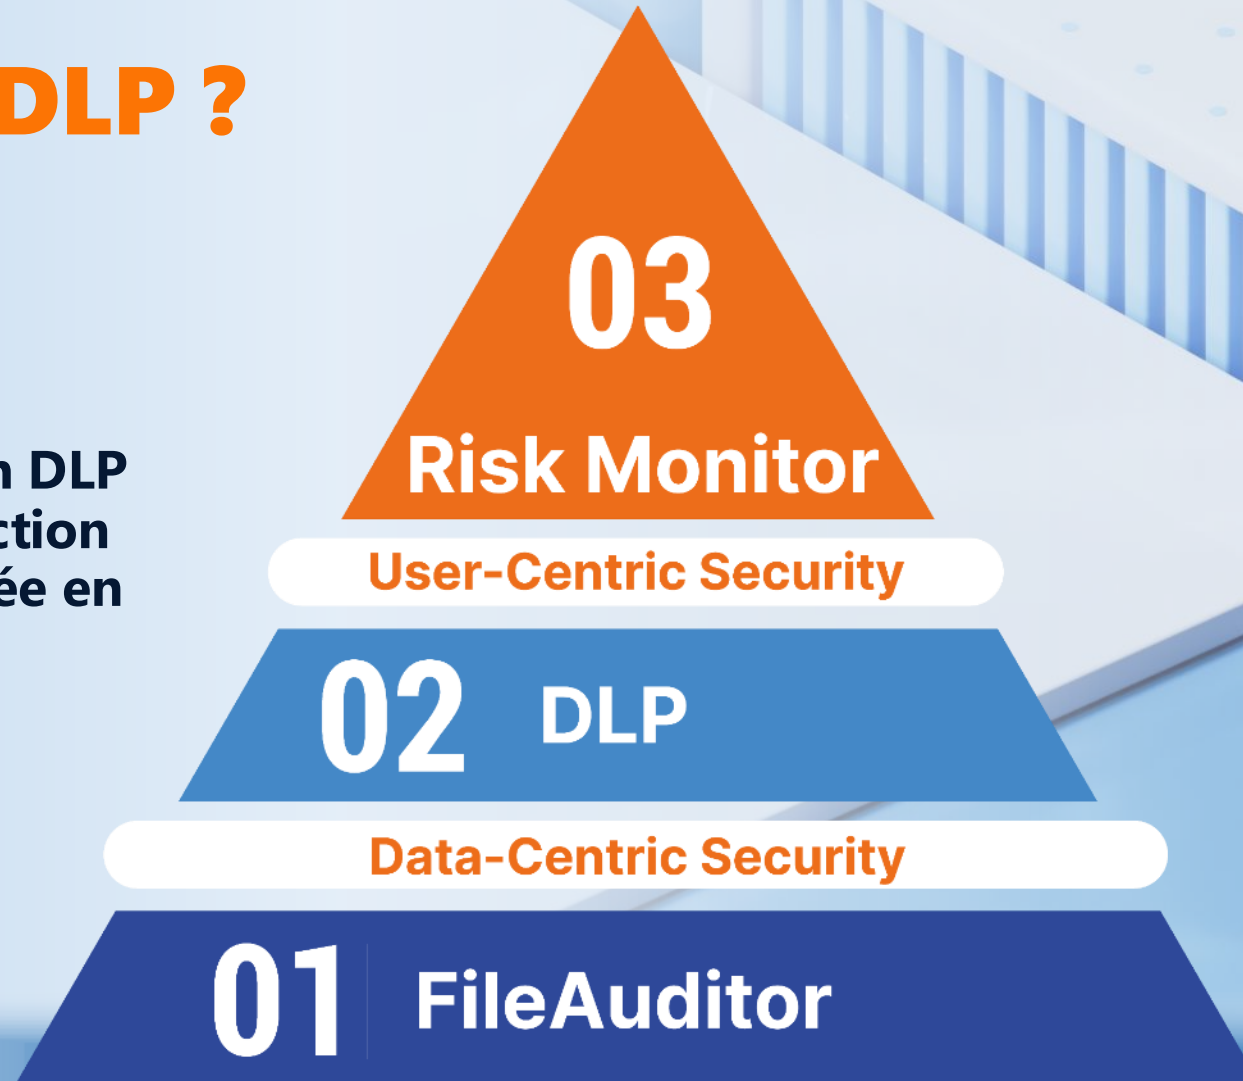 DLP ?
03
Risk Monitor
n DLP
ction
ée en
User-Centric Security
02 DLP
Data-Centric Security
01 FileAuditor